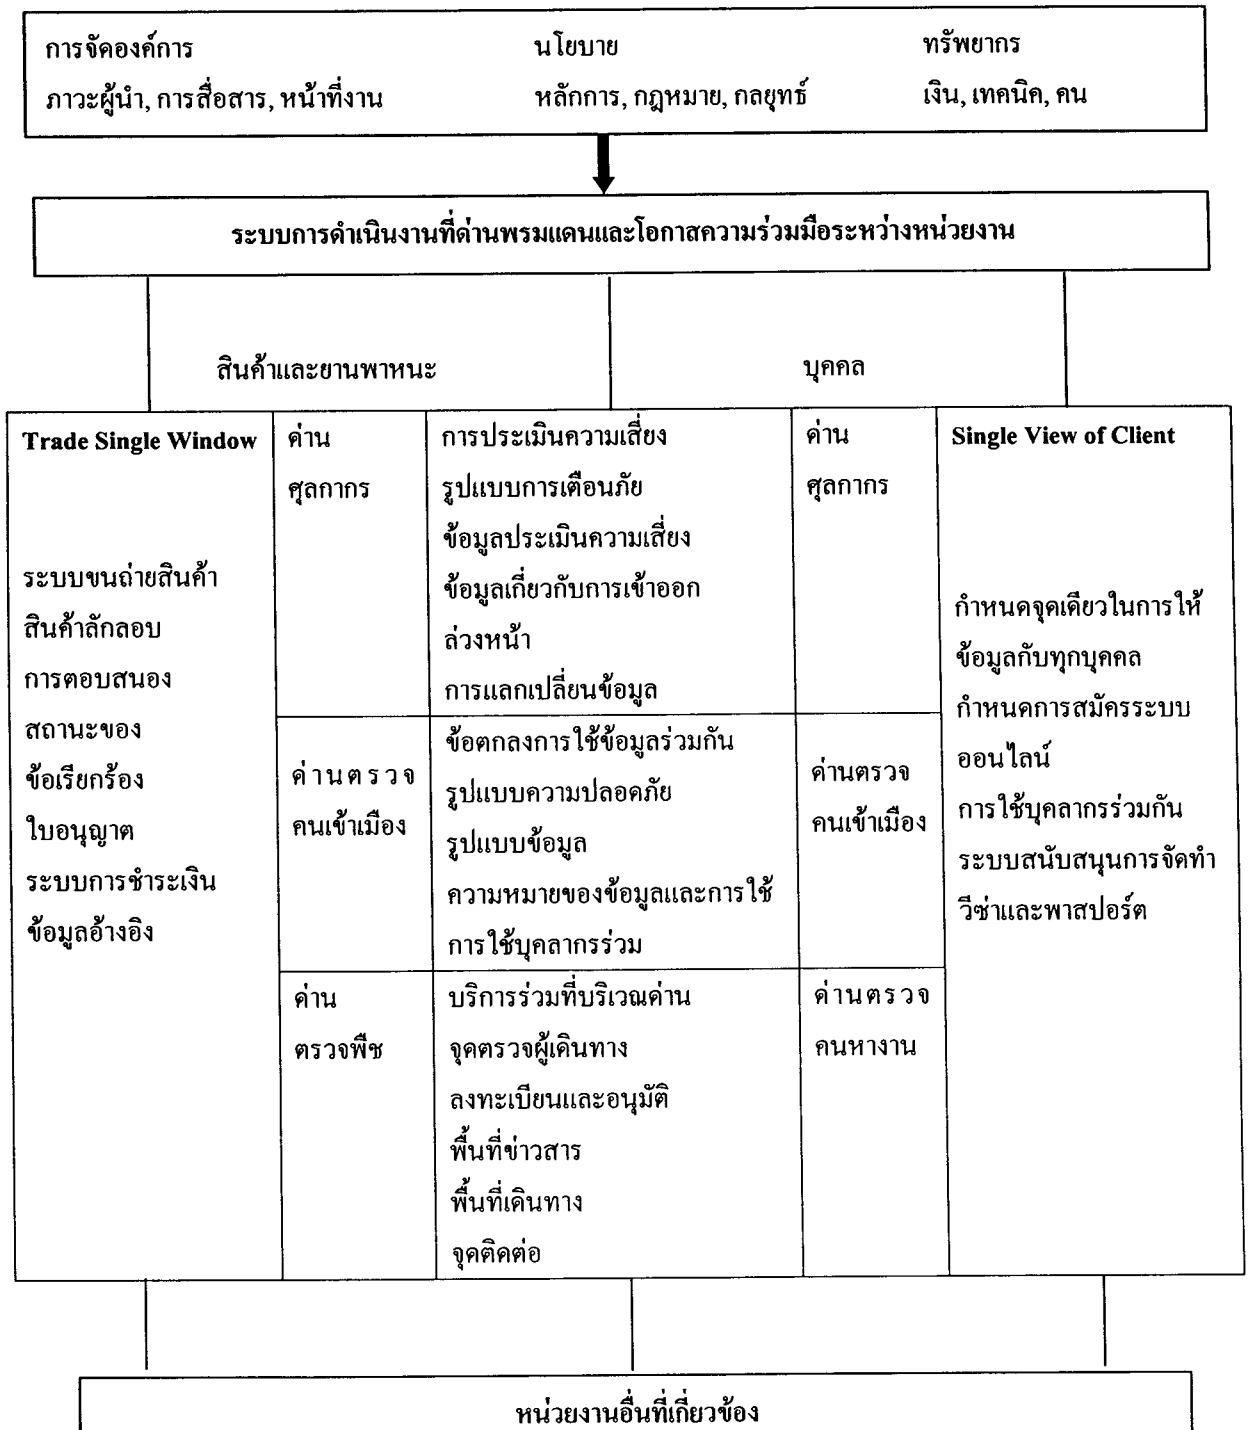 การจัดองค์การ นโยบาย ทรัพยากร
ภาวะผู้นำ, การสื่อสาร, หน้าที่งาน หลักการ, กฎหมาย, กลยุทธ์ เงิน, เทคนิค, คน
ระบบการดำเนินงานที่ด่านพรมแดนและโอกาสความร่วมมือระหว่างหน่วยงาน
สินค้าและยานพาหนะ บุคคล
Trade Single Window
ระบบขนถ่ายสินค้า
สินค้าลักลอบ
การตอบสนอง
สถานะของ
ข้อเรียกร้อง
ใบอนุญาต
ระบบการชำระเงิน
ข้อมูลอ้างอิง
ด่าน
ศุลกากร
ด่านตรวจ
คนเข้าเมือง
ด่าน
ตรวจพืช
การประเมินความเสี่ยง
รูปแบบการเตือนภัย
ข้อมูลประเมินความเสี่ยง
ข้อมูลเกี่ยวกับการเข้าออก
ล่วงหน้า
การแลกเปลี่ยนข้อมูล
ข้อตกลงการใช้ข้อมูลร่วมกัน
รูปแบบความปลอดภัย
รูปแบบข้อมูล
ความหมายของข้อมูลและการใช้
การใช้บุคลากรร่วม
บริการร่วมที่บริเวณด่าน
จุดตรวจผู้เดินทาง
ลงทะเบียนและอนุมัติ
พื้นที่ข่าวสาร
พื้นที่เดินทาง
จุดติดต่อ
ด่าน
ศุลกากร
ด่านตรวจ
คนเข้าเมือง
ด่านตรวจ
คนหางาน
Single View of Client
กำหนดจุดเดียวในการให้
ข้อมูลกับทุกบุคคล
กำหนดการสมัครระบบ
ออนไลน์
การใช้บุคลากรร่วมกัน
ระบบสนับสนุนการจัดทำ
วีซ่าและพาสปอร์ต
หน่วยงานอื่นที่เกี่ยวข้อง